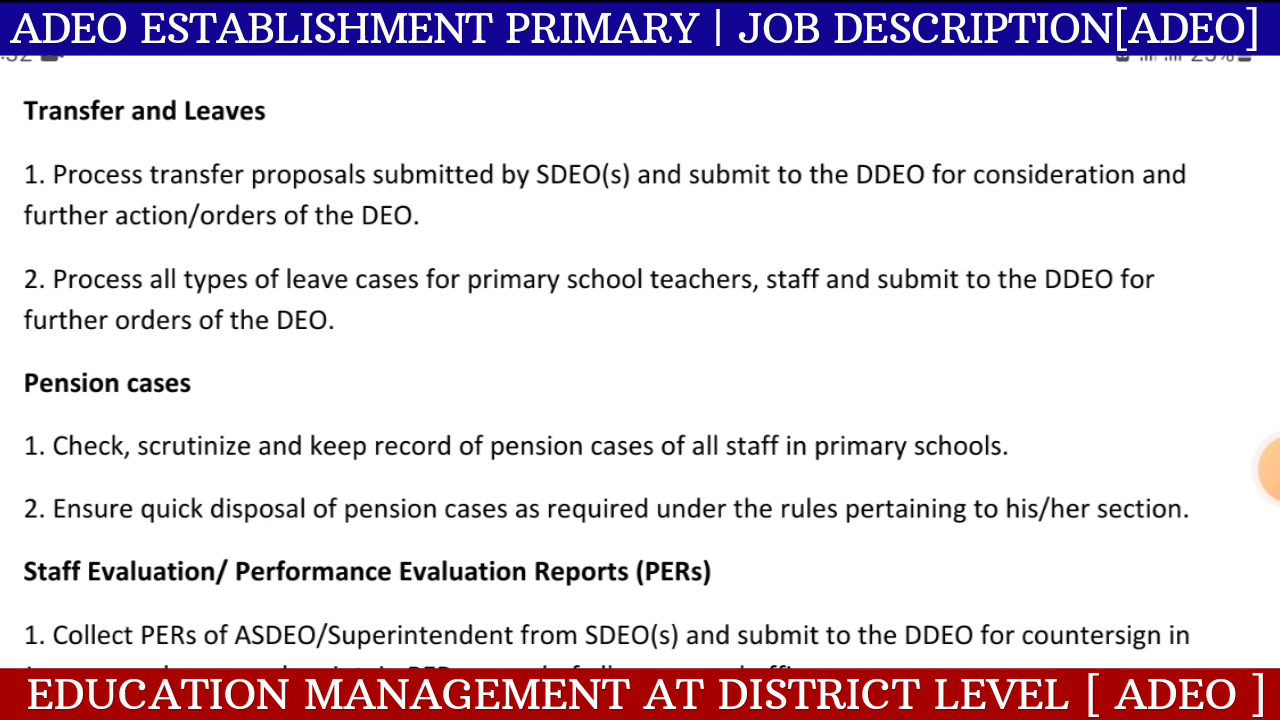 ADEO ESTABLISHMENT PRIMARY | JOB DESCRIPTION[ADEO]
Transfer and Leaves
1. Process transfer proposals submitted by SDEO(s) and submit to the DDEO for consideration and
further action/orders of the DEO.
2. Process all types of leave cases for primary school teachers, staff and submit to the DDEO for
further orders of the DEO.
Pension cases
1. Check, scrutinize and keep record of pension cases of all staff in primary schools.
2. Ensure quick disposal of pension cases as required under the rules pertaining to his/her section.
Staff Evaluation/ Performance Evaluation Reports (PERs)
1. Collect PERs of ASDEO/Superintendent from SDEO(s) and submit to the DDEO for countersign in
EDUCATION MANAGEMENT AT DISTRICT LEVEL [ ADEO ]